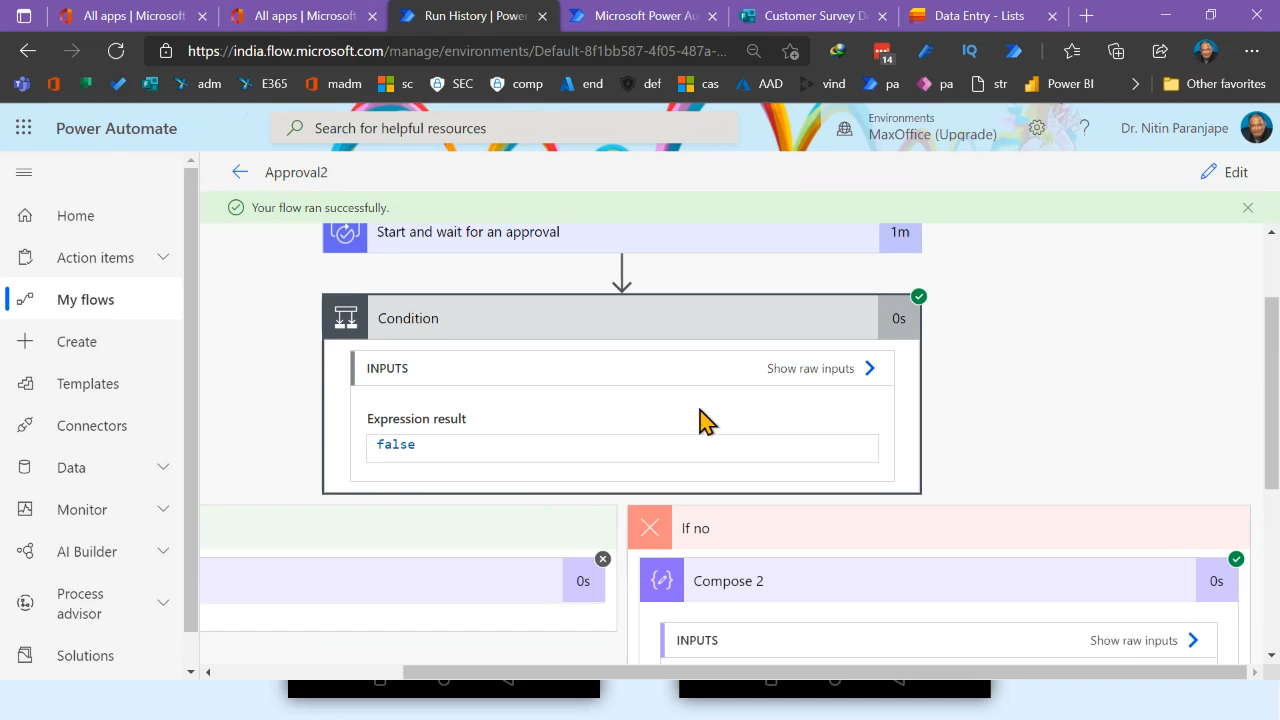 All apps | Microsoft
All apps | Microsoft
Run History | Power
Microsoft Power Au
Customer Survey De
Data Entry - Lists
https://india.flow.microsoft.com/manage/environments/Default-8f1bb587-4f05-487a-...
14
IQ
adm
E365
madm
sc
SEC
comp
end
def
cas
AAD
vind
pa
pa
str
Power BI
Other favorites
Power Automate
Search for helpful resources
Environments
MaxOffice (Upgrade)
Dr. Nitin Paranjape
Approval2
Edit
Your flow ran successfully.
Home
Action items
My flows
Create
Templates
Connectors
Data
Monitor
AI Builder
Process
advisor
Solutions
Start and wait for an approval
1m
Condition
0s
INPUTS
Show raw inputs
Expression result
false
If no
0s
Compose 2
0s
INPUTS
Show raw inputs